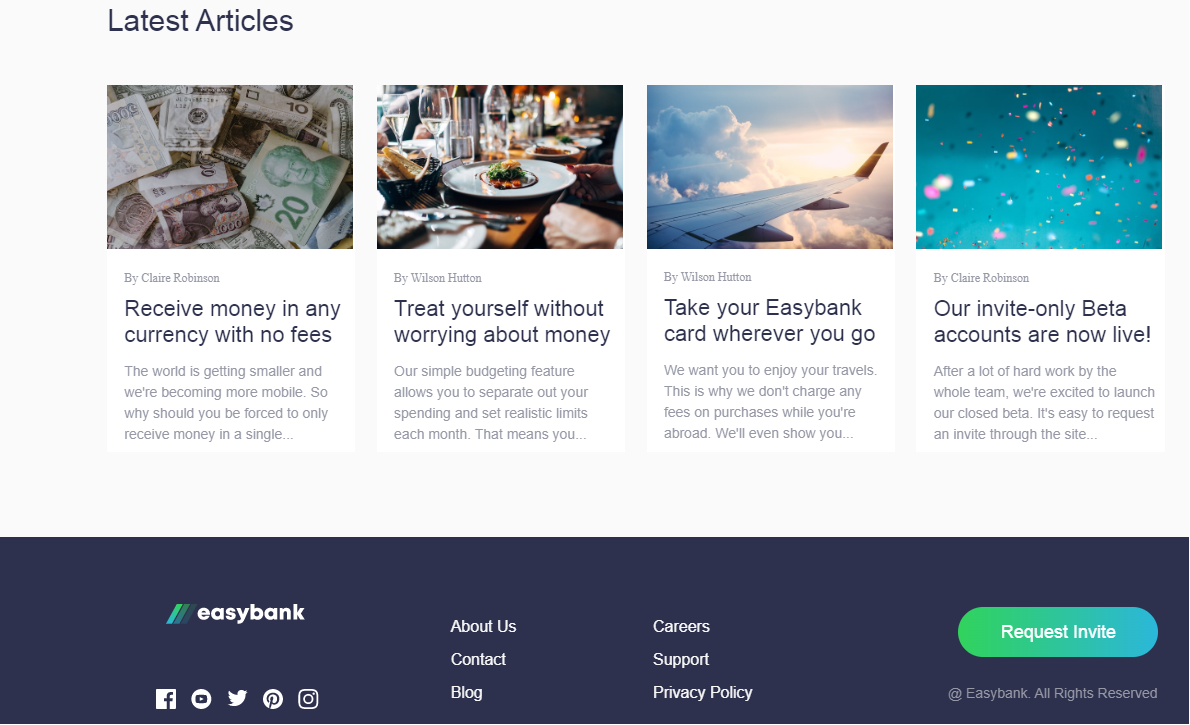 Latest Articles
By Claire Robinson
Receive money in any
currency with no fees
The world is getting smaller and
we're becoming more mobile. So
why should you be forced to only
receive money in a single...
By Wilson Hutton
Treat yourself without
worrying about money
Our simple budgeting feature
allows you to separate out your
spending and set realistic limits
each month. That means you...
By Wilson Hutton
Take your Easybank
card wherever you go
We want you to enjoy your travels.
This is why we don't charge any
fees on purchases while you're
abroad. We'll even show you...
By Claire Robinson
Our invite-only Beta
accounts are now live!
After a lot of hard work by the
whole team, we're excited to launch
our closed beta. It's easy to request
an invite through the site...
easybank
About Us
Contact
Blog
Careers
Support
Privacy Policy
Request Invite
@ Easybank. All Rights Reserved
10
20
1000